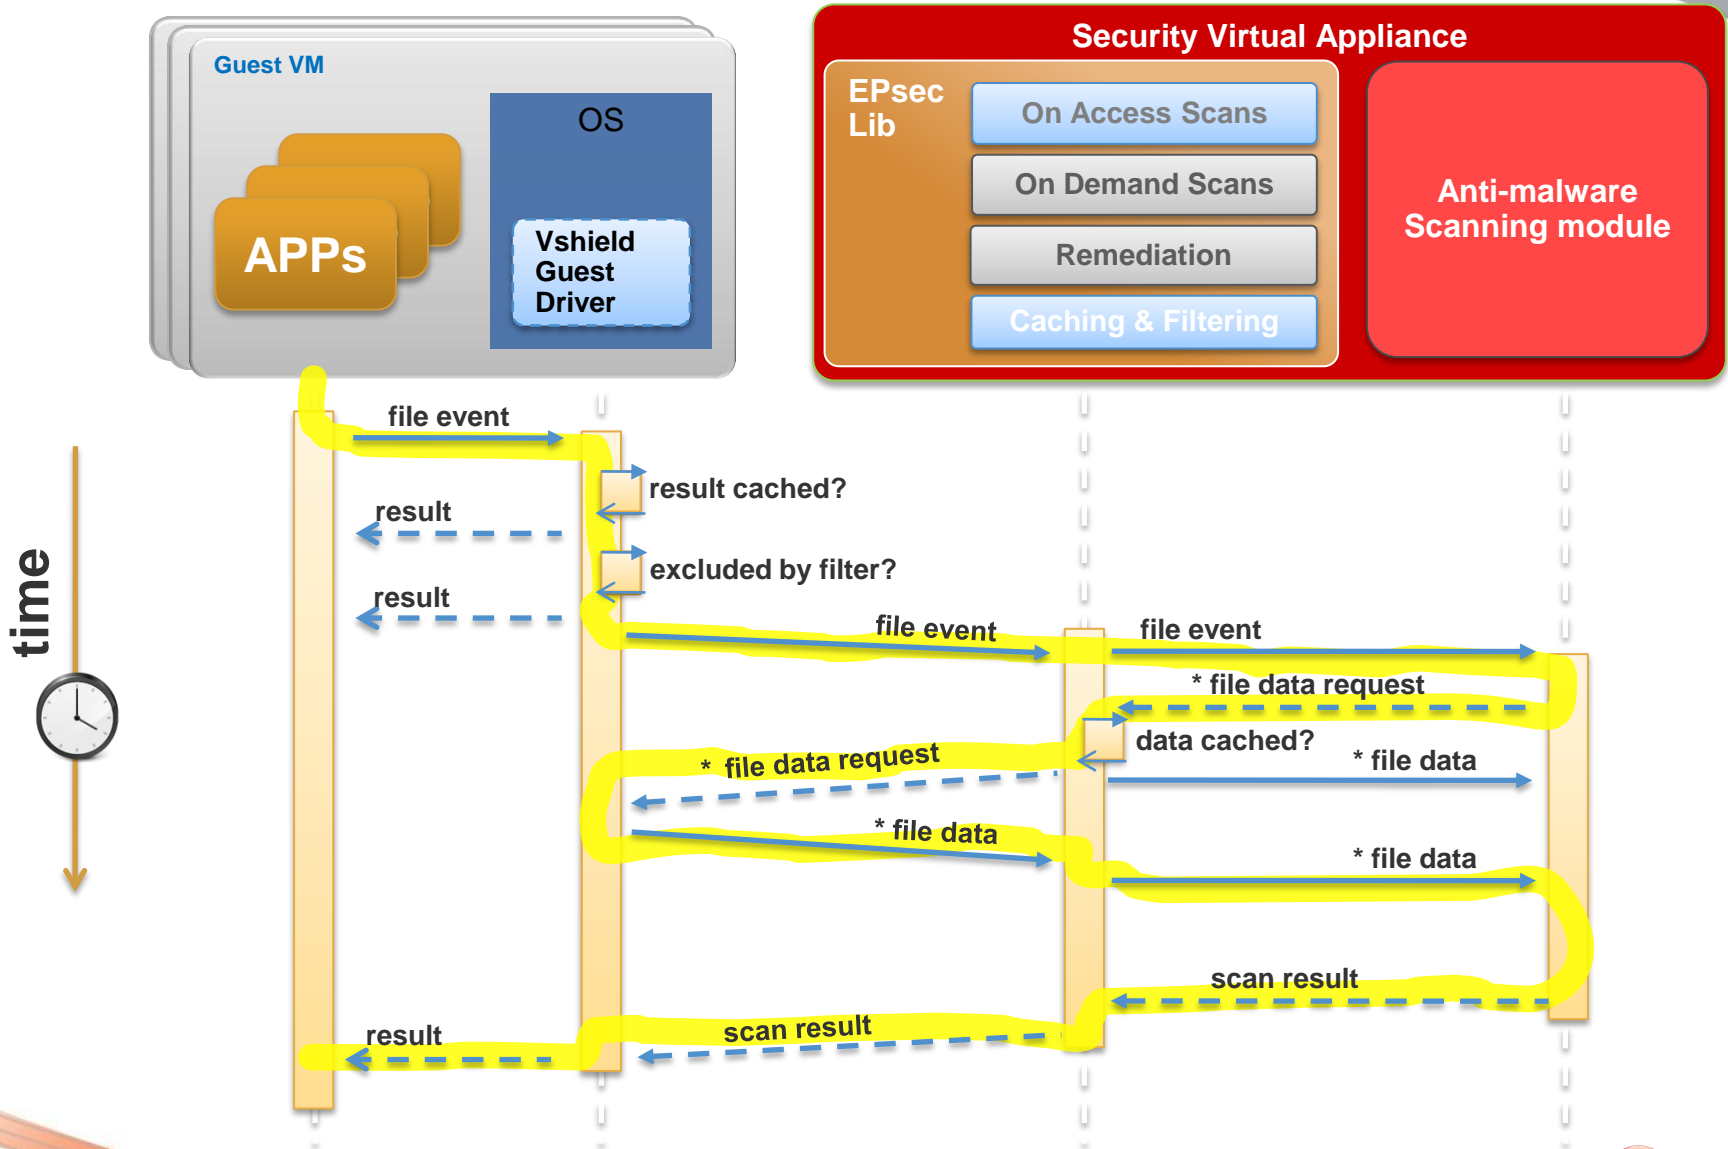 Guest VM
OS
APPs
Vshield
Guest
Driver
Security Virtual Appliance
EPsec
Lib
On Access Scans
On Demand Scans
Remediation
Caching & Filtering
Anti-malware
Scanning module
time
file event
result cached?
result
excluded by filter?
result
file event
file event
* file data request
data cached?
* file data request
* file data
* file data
* file data
scan result
scan result
result